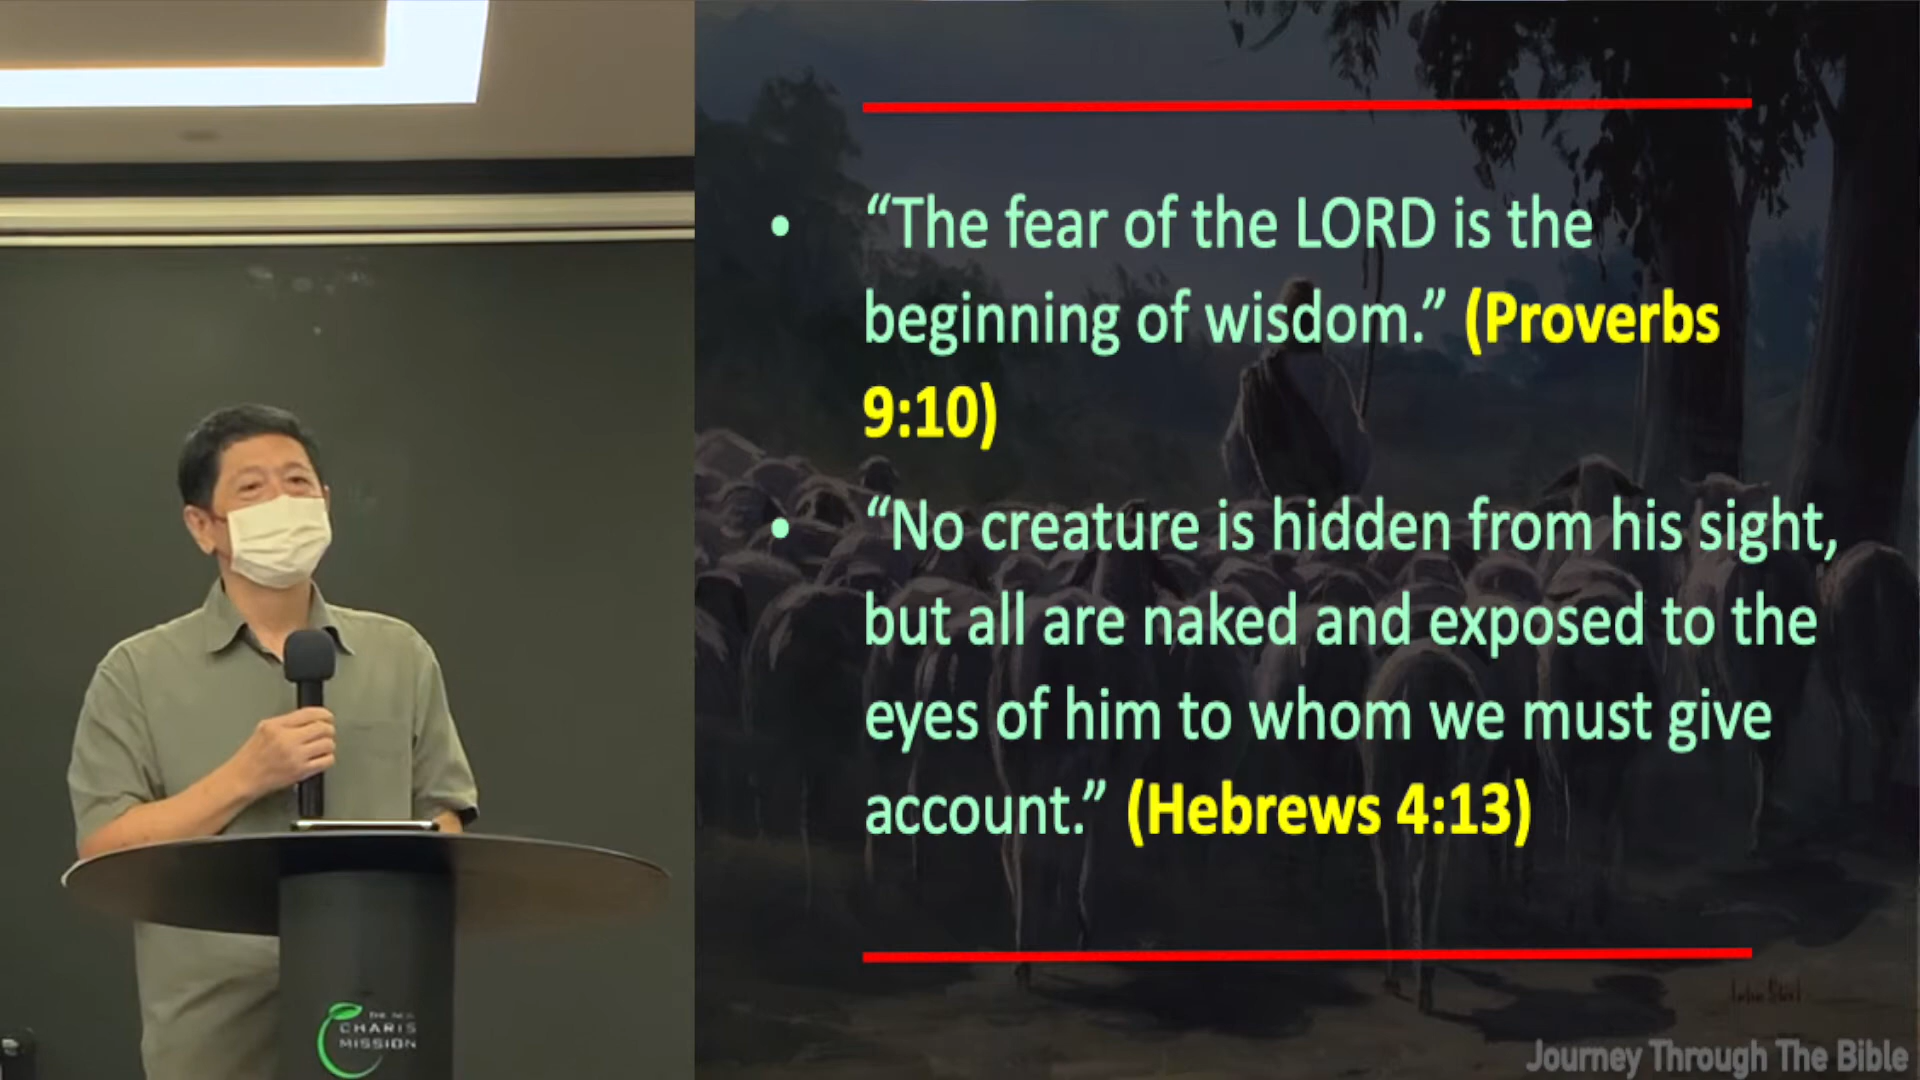 • “The fear of the LORD is the
beginning of wisdom.” (Proverbs
9:10)
• “No creature is hidden from his sight,
but all are naked and exposed to the
eyes of him to whom we must give
account.” (Hebrews 4:13)
Journey Through The Bible
THE NEW
CHARIS
MISSION